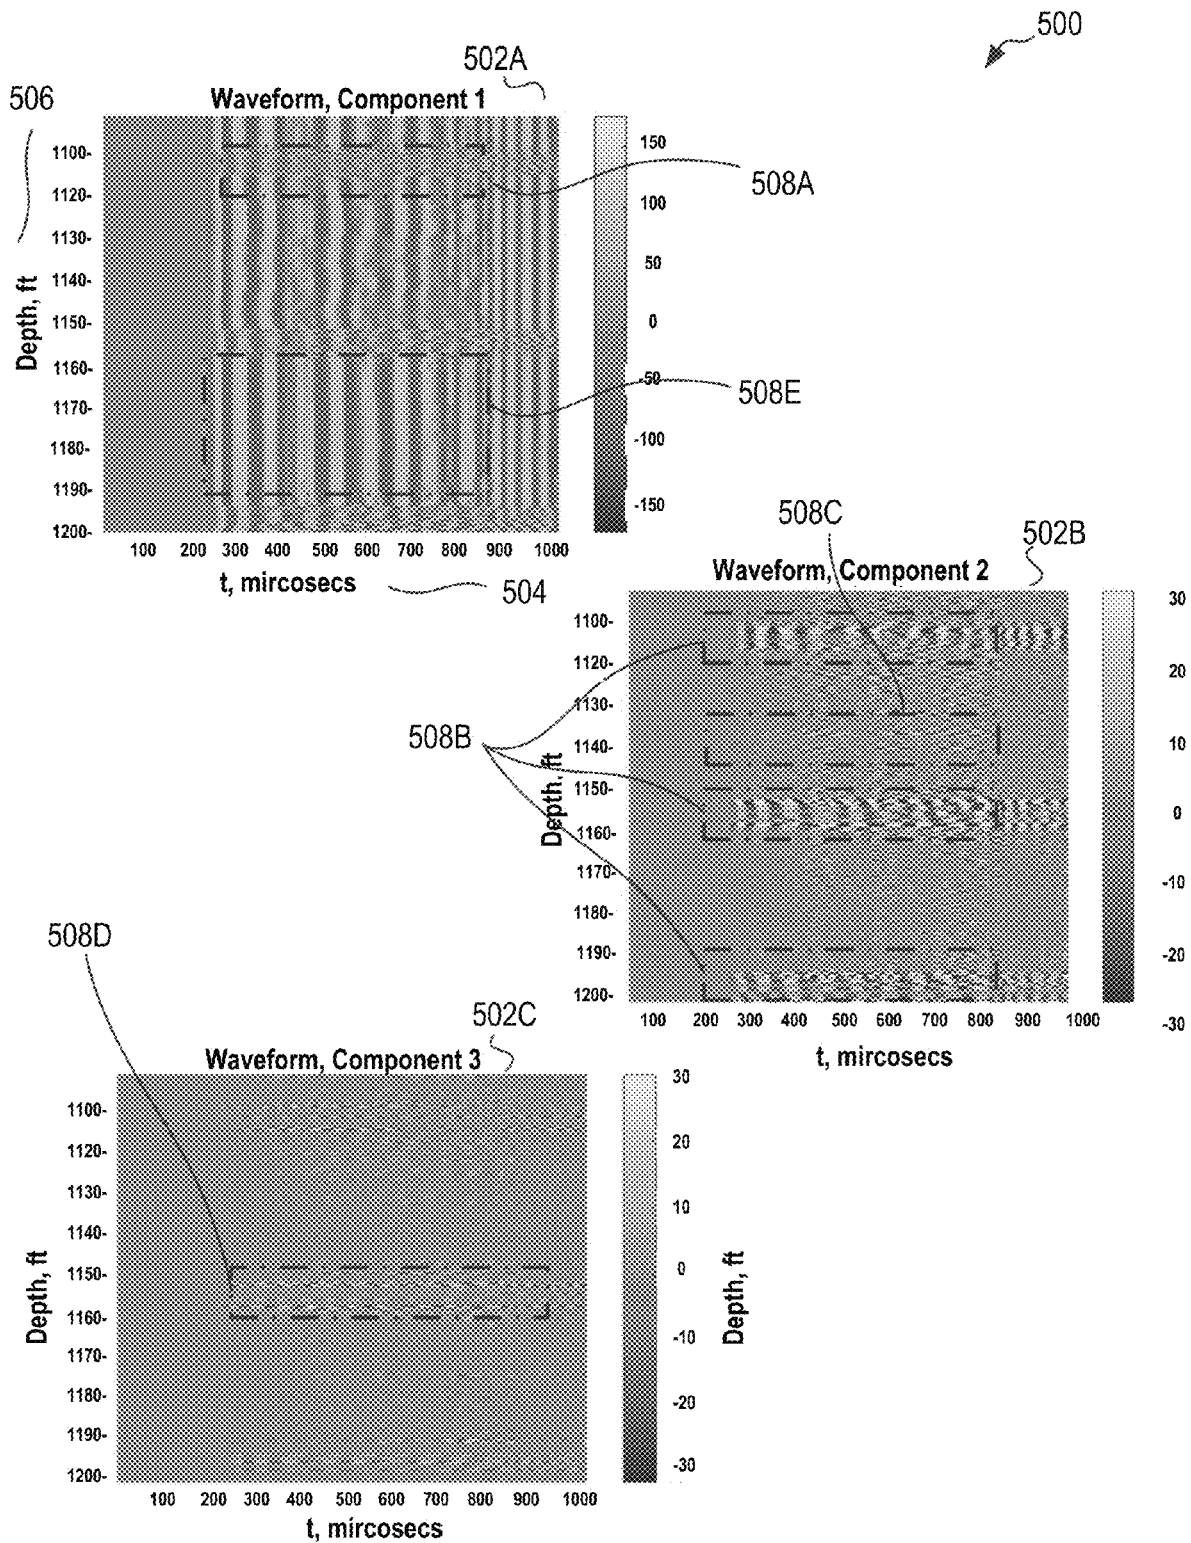 500
502A
506
Waveform, Component 1
1100-
1120-
1130-
1140-
1150-
1160-
1170-
1180-
1190-
1200-
Depth, ft
100 200 300 400 500 600 700 800 900 1000
t, mircosecs
504
150
100
50
0
-50
-100
-150
508A
508E
508C
502B
Waveform, Component 2
1100-
1120-
1130-
1140-
1150-
1160-
1170-
1180-
1190-
1200-
Depth, ft
508B
100 200 300 400 500 600 700 800 900 1000
t, mircosecs
30
20
10
0
-10
-20
-30
508D
502C
Waveform, Component 3
1100-
1120-
1130-
1140-
1150-
1160-
1170-
1180-
1190-
1200-
Depth, ft
100 200 300 400 500 600 700 800 900 1000
t, mircosecs
30
20
10
0
-10
-20
-30
Depth, ft